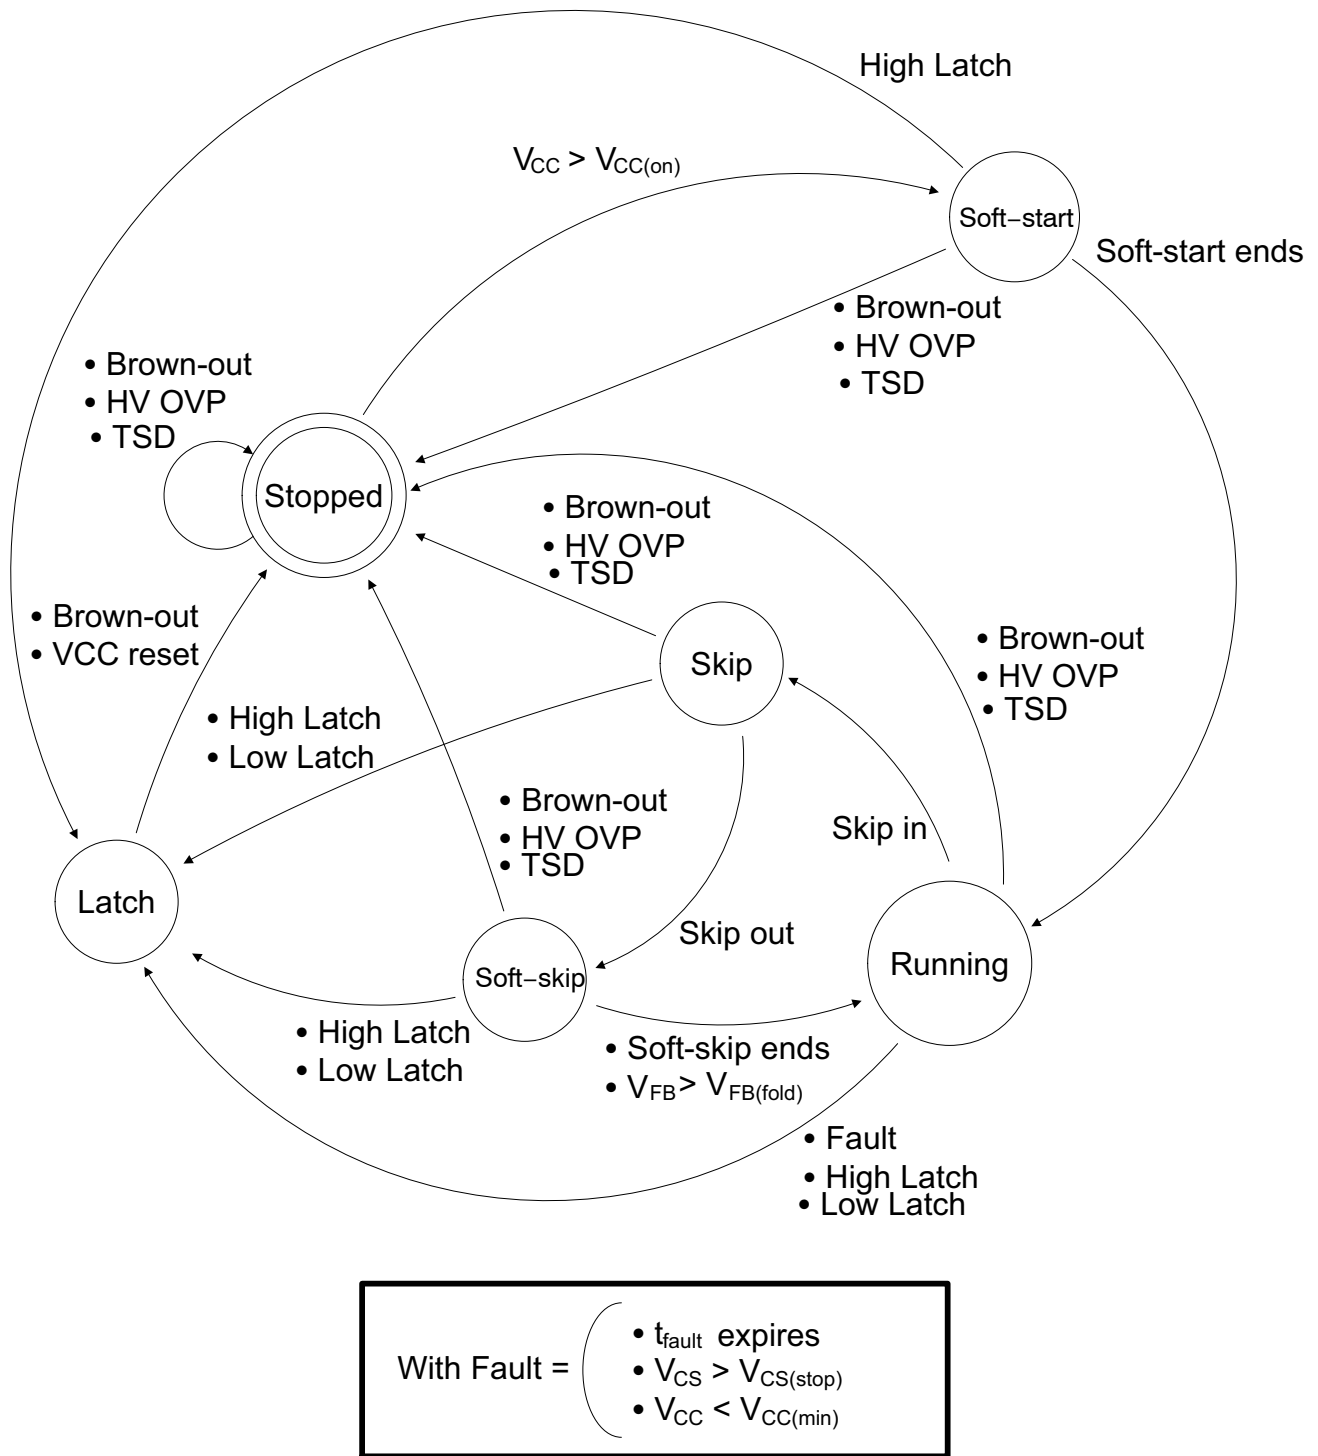 High Latch
VCC > VCC(on)
Soft−start
Soft-start ends
• Brown-out
• HV OVP
• TSD
• Brown-out
• HV OVP
• TSD
Stopped
• Brown-out
• HV OVP
• TSD
• Brown-out
• VCC reset
• Brown-out
• HV OVP
• TSD
Skip
• High Latch
• Low Latch
• Brown-out
• HV OVP
• TSD
Skip in
Latch
Skip out
Running
Soft−skip
• High Latch
• Low Latch
• Soft-skip ends
• VFB > VFB(fold)
• Fault
• High Latch
• Low Latch
With Fault =
• tfault expires
• VCS > VCS(stop)
• VCC < VCC(min)